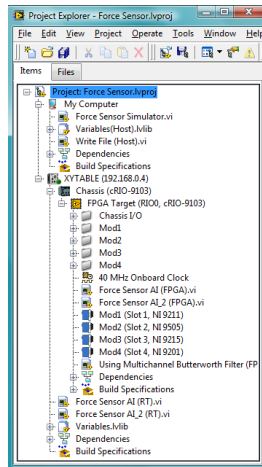 Project Explorer - Force Sensor.lvproj
File Edit View Project Operate Tools Window Help
Items Files
Project: Force Sensor.lvproj
My Computer
Force Sensor Simulator.vi
Variables(Host).lvlib
Write File (Host).vi
Dependencies
Build Specifications
XYTABLE (192.168.0.4)
Chassis (cRIO-9103)
FPGA Target (RIO0, cRIO-9103)
Chassis I/O
Mod1
Mod2
Mod3
Mod4
40 MHz Onboard Clock
Force Sensor AI (FPGA).vi
Force Sensor AI_2 (FPGA).vi
Mod1 (Slot 1, NI 9211)
Mod2 (Slot 2, NI 9505)
Mod3 (Slot 3, NI 9215)
Mod4 (Slot 4, NI 9201)
Using Multichannel Butterworth Filter (FP
Dependencies
Build Specifications
Force Sensor AI (RT).vi
Force Sensor AI_2 (RT).vi
Variables.lvlib
Dependencies
Build Specifications